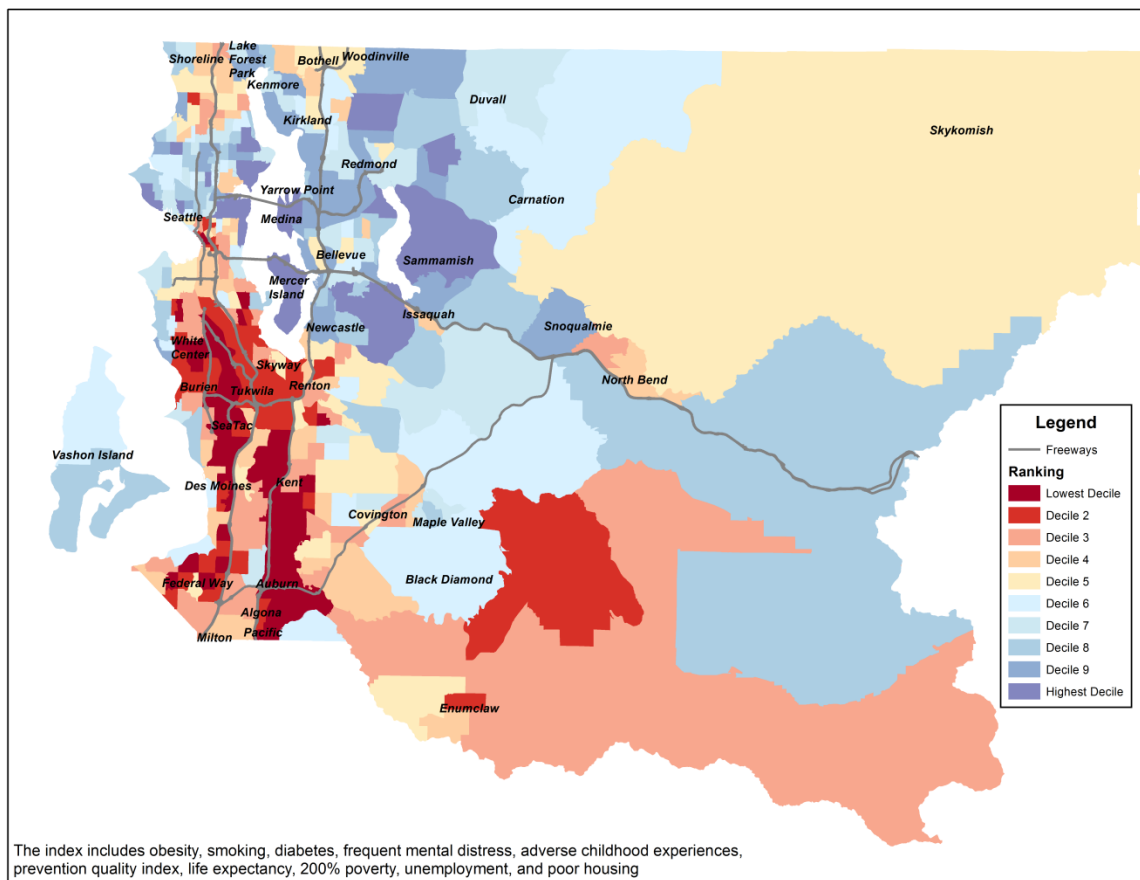 Lake
Forest
Park
Shoreline
Bothell
Woodinville
Kenmore
Duvall
Kirkland
Skykomish
Redmond
Yarrow Point
Carnation
Seattle
Medina
Bellevue
Sammamish
Mercer
Island
Issaquah
Newcastle
Snoqualmie
White
Center
Skyway
North Bend
Burien
Tukwila
Renton
SeaTac
Vashon Island
Des Moines
Kent
Covington
Maple Valley
Federal Way
Auburn
Black Diamond
Algona
Milton
Pacific
Enumclaw
Legend
Freeways
Ranking
Lowest Decile
Decile 2
Decile 3
Decile 4
Decile 5
Decile 6
Decile 7
Decile 8
Decile 9
Highest Decile
The index includes obesity, smoking, diabetes, frequent mental distress, adverse childhood experiences,
prevention quality index, life expectancy, 200% poverty, unemployment, and poor housing